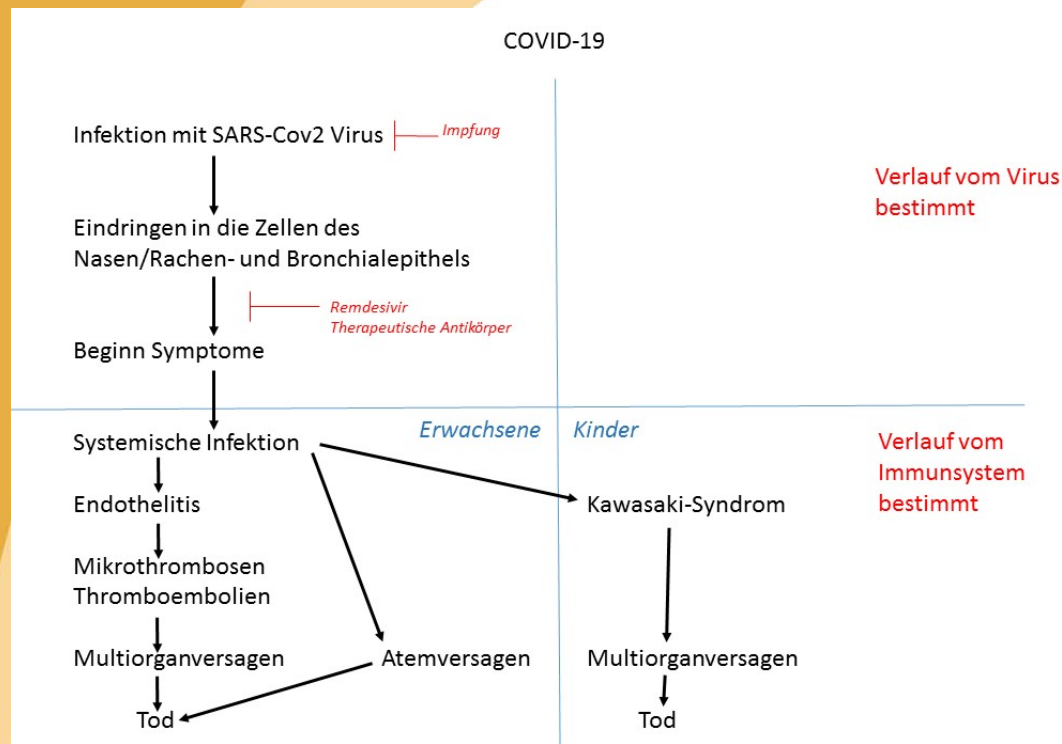 COVID-19
Infektion mit SARS-Cov2 Virus
Impfung
Verlauf vom Virus
bestimmt
Eindringen in die Zellen des
Nasen/Rachen- und Bronchialepithels
Remdesivir
Therapeutische Antikörper
Beginn Symptome
Erwachsene
Kinder
Systemische Infektion
Verlauf vom
Immunsystem
bestimmt
Endothelitis
Kawasaki-Syndrom
Mikrothrombosen
Thromboembolien
Multiorganversagen
Atemversagen
Multiorganversagen
Tod
Tod